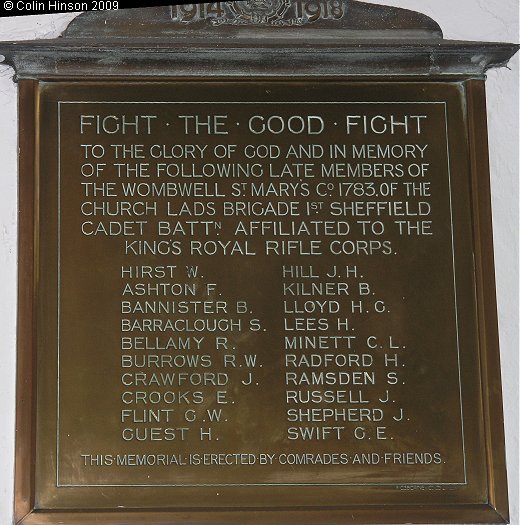 © Colin Hinson 2009
1914 1918
FIGHT · THE · GOOD · FIGHT
TO THE GLORY OF GOD AND IN MEMORY
OF THE FOLLOWING LATE MEMBERS OF
THE WOMBWELL ST MARY'S CO 1783. OF THE
CHURCH LADS BRIGADE 1ST SHEFFIELD
CADET BATTN. AFFILIATED TO THE
KING'S ROYAL RIFLE CORPS.
HIRST W. HILL J. H.
ASHTON F. KILNER B.
BANNISTER B. LLOYD H. G.
BARRACLOUGH S. LEES H.
BELLAMY R. MINETT C. L.
BURROWS R.W. RADFORD H.
CRAWFORD J. RAMSDEN S.
CROOKS E. RUSSELL J.
FLINT G.W. SHEPHERD J.
GUEST H. SWIFT G. E.
THIS·MEMORIAL·IS·ERECTED·BY·COMRADES·AND·FRIENDS.